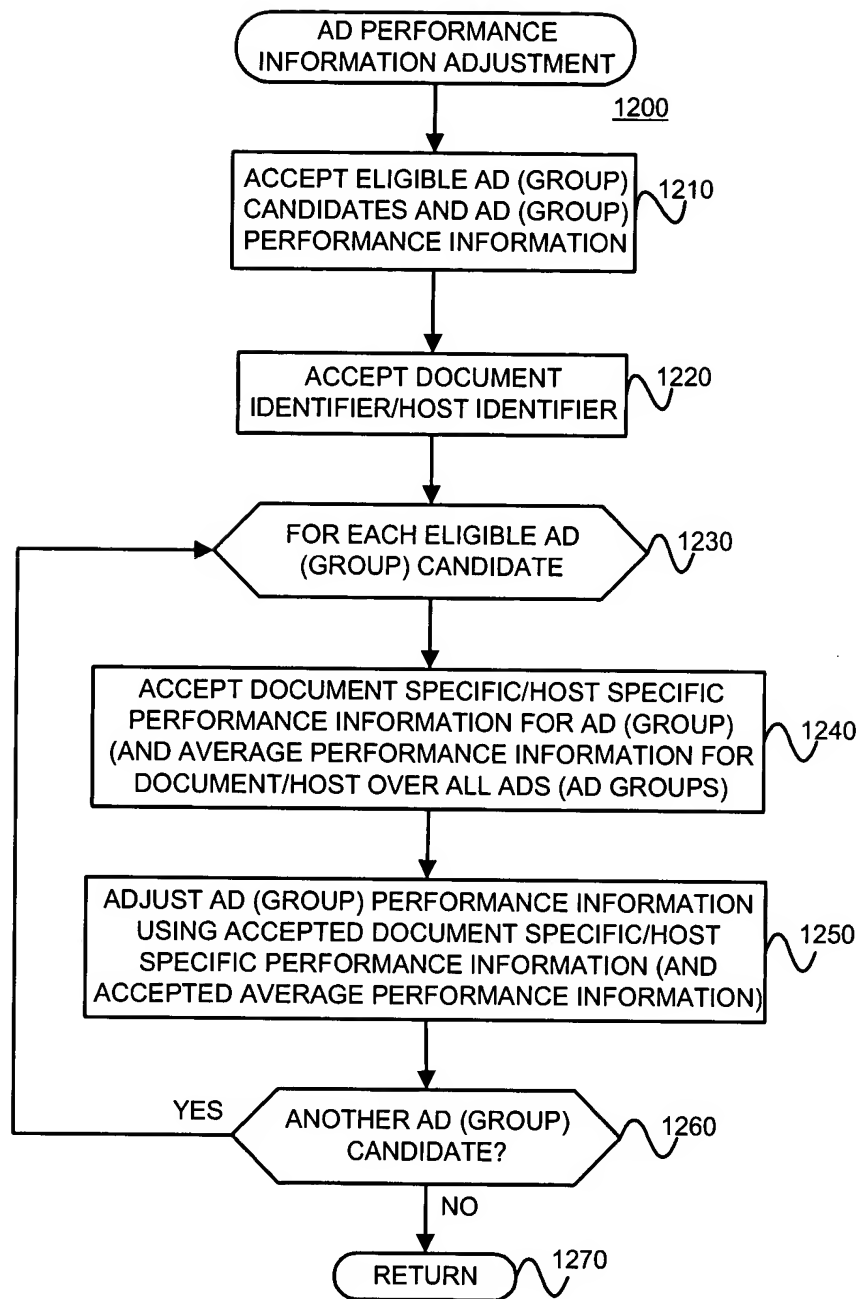 AD PERFORMANCE
INFORMATION ADJUSTMENT
1200
ACCEPT ELIGIBLE AD (GROUP)
CANDIDATES AND AD (GROUP)
PERFORMANCE INFORMATION
1210
ACCEPT DOCUMENT
IDENTIFIER/HOST IDENTIFIER
1220
FOR EACH ELIGIBLE AD
(GROUP) CANDIDATE
1230
ACCEPT DOCUMENT SPECIFIC/HOST SPECIFIC
PERFORMANCE INFORMATION FOR AD (GROUP)
(AND AVERAGE PERFORMANCE INFORMATION FOR
DOCUMENT/HOST OVER ALL ADS (AD GROUPS)
1240
ADJUST AD (GROUP) PERFORMANCE INFORMATION
USING ACCEPTED DOCUMENT SPECIFIC/HOST
SPECIFIC PERFORMANCE INFORMATION (AND
ACCEPTED AVERAGE PERFORMANCE INFORMATION)
1250
YES
ANOTHER AD (GROUP)
CANDIDATE?
1260
NO
RETURN
1270